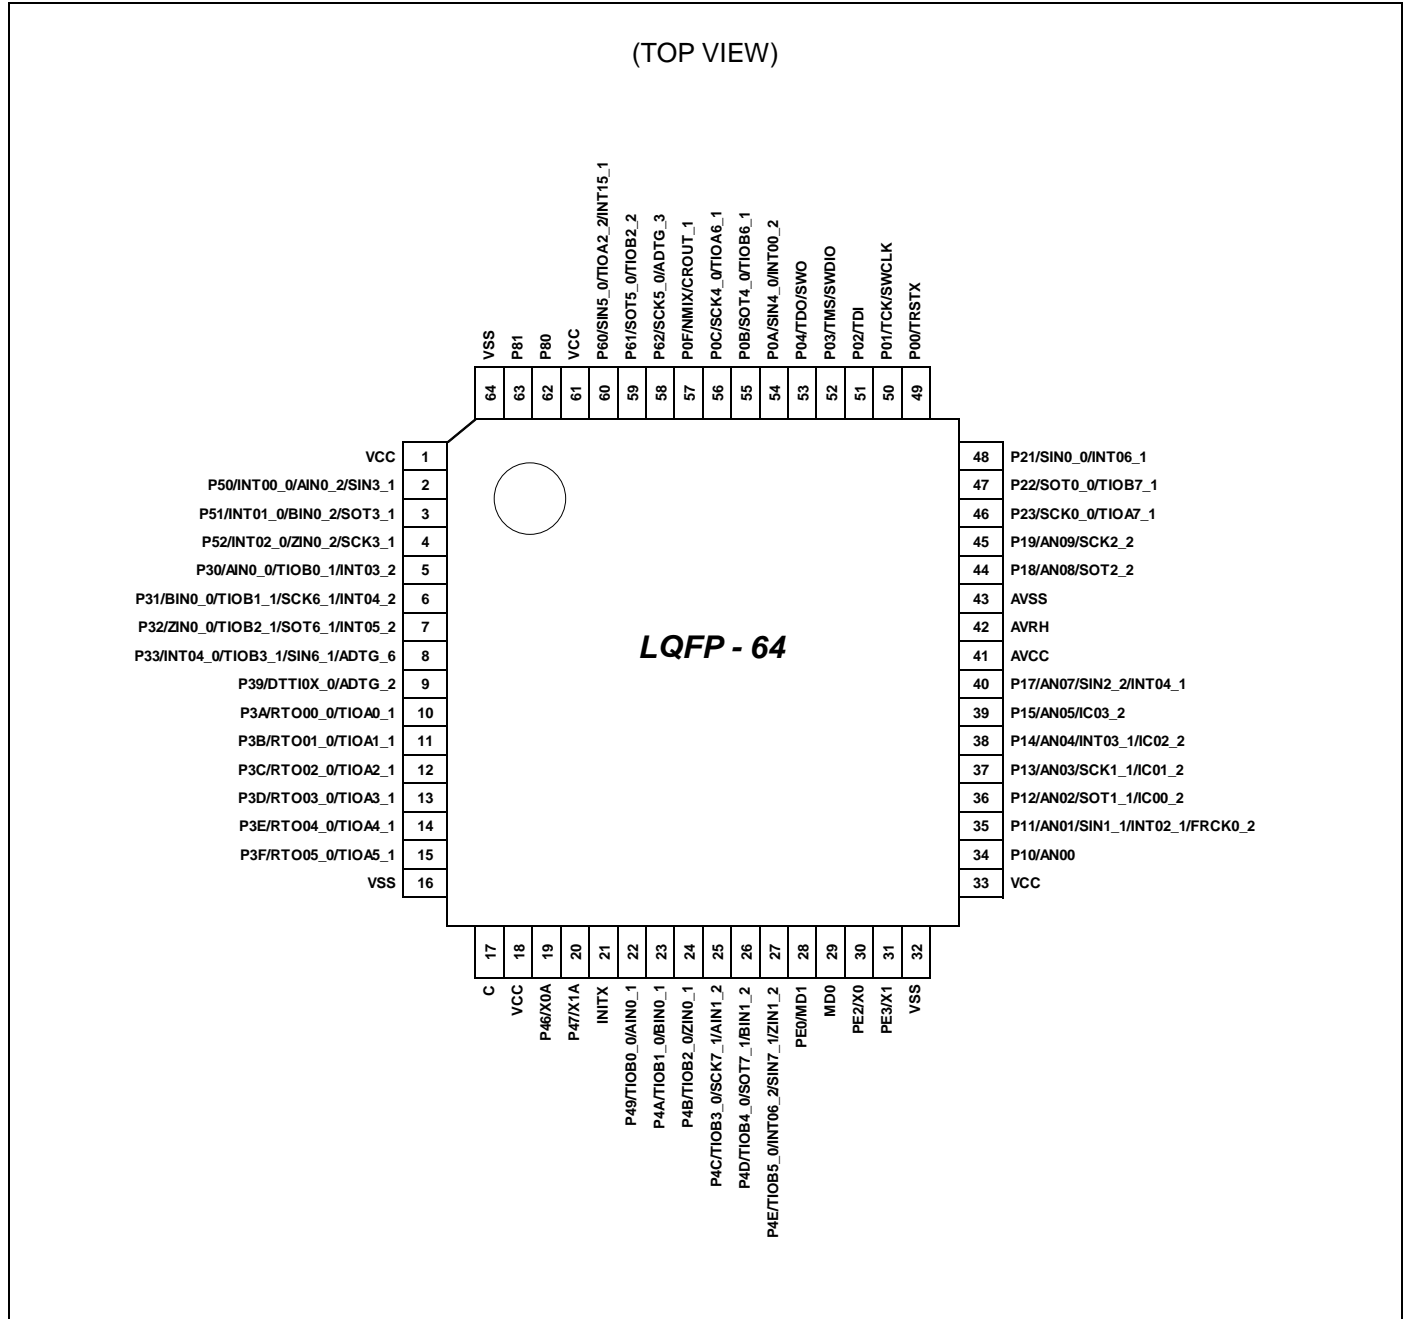 (TOP VIEW)
VSS
P81
P80
VCC
P60/SIN5_0/TIOA2_2/INT15_1
P61/SOT5_0/TIOB2_2
P62/SCK5_0/ADTG_3
P0F/NMIX/CROUT_1
P0C/SCK4_0/TIOA6_1
P0B/SOT4_0/TIOB6_1
P0A/SIN4_0/INT00_2
P04/TDO/SWO
P03/TMS/SWDIO
P02/TDI
P01/TCK/SWCLK
P00/TRSTX
64 63 62 61 60 59 58 57 56 55 54 53 52 51 50 49
VCC 1
P50/INT00_0/AIN0_2/SIN3_1 2
P51/INT01_0/BIN0_2/SOT3_1 3
P52/INT02_0/ZIN0_2/SCK3_1 4
P30/AIN0_0/TIOB0_1/INT03_2 5
P31/BIN0_0/TIOB1_1/SCK6_1/INT04_2 6
P32/ZIN0_0/TIOB2_1/SOT6_1/INT05_2 7
P33/INT04_0/TIOB3_1/SIN6_1/ADTG_6 8
P39/DTTI0X_0/ADTG_2 9
P3A/RTO00_0/TIOA0_1 10
P3B/RTO01_0/TIOA1_1 11
P3C/RTO02_0/TIOA2_1 12
P3D/RTO03_0/TIOA3_1 13
P3E/RTO04_0/TIOA4_1 14
P3F/RTO05_0/TIOA5_1 15
VSS 16
LQFP - 64
48 P21/SIN0_0/INT06_1
47 P22/SOT0_0/TIOB7_1
46 P23/SCK0_0/TIOA7_1
45 P19/AN09/SCK2_2
44 P18/AN08/SOT2_2
43 AVSS
42 AVRH
41 AVCC
40 P17/AN07/SIN2_2/INT04_1
39 P15/AN05/IC03_2
38 P14/AN04/INT03_1/IC02_2
37 P13/AN03/SCK1_1/IC01_2
36 P12/AN02/SOT1_1/IC00_2
35 P11/AN01/SIN1_1/INT02_1/FRCK0_2
34 P10/AN00
33 VCC
17 18 19 20 21 22 23 24 25 26 27 28 29 30 31 32
C
VCC
P46/X0A
P47/X1A
INITX
P49/TIOB0_0/AIN0_1
P4A/TIOB1_0/BIN0_1
P4B/TIOB2_0/ZIN0_1
P4C/TIOB3_0/SCK7_1/AIN1_2
P4D/TIOB4_0/SOT7_1/BIN1_2
P4E/TIOB5_0/INT06_2/SIN7_1/ZIN1_2
PE0/MD1
MD0
PE2/X0
PE3/X1
VSS